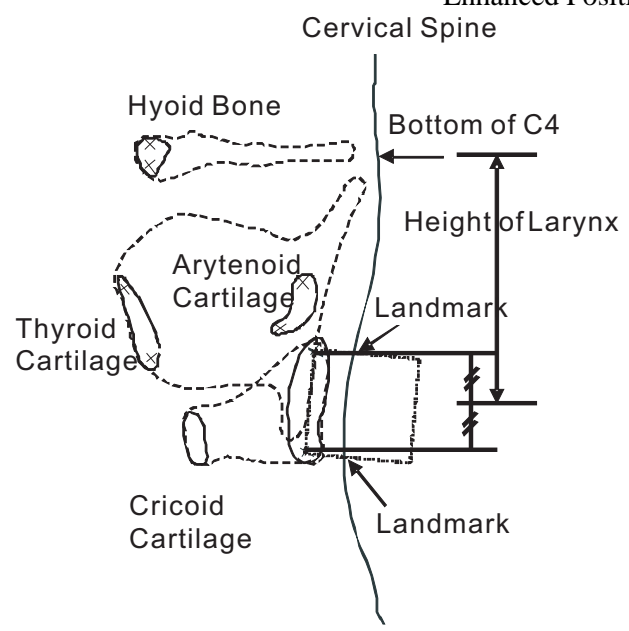 Cervical Spine
Hyoid Bone
Bottom of C4
Height of Larynx
Arytenoid
Cartilage
Landmark
Thyroid
Cartilage
Cricoid
Cartilage
Landmark